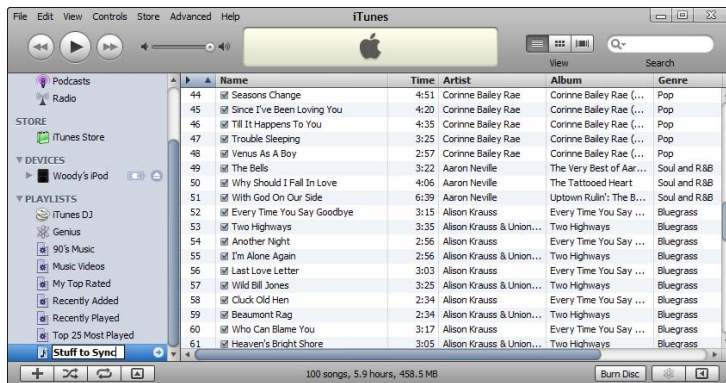 File Edit View Controls Store Advanced Help iTunes
View Search
Podcasts
Radio
STORE
iTunes Store
DEVICES
Woody's iPod
PLAYLISTS
iTunes DJ
Genius
90's Music
Music Videos
My Top Rated
Recently Added
Recently Played
Top 25 Most Played
Stuff to Sync
Name Time Artist Album Genre
44 Seasons Change 4:51 Corinne Bailey Rae Corinne Bailey Rae (... Pop
45 Since I've Been Loving You 4:20 Corinne Bailey Rae Corinne Bailey Rae (... Pop
46 Till It Happens To You 4:35 Corinne Bailey Rae Corinne Bailey Rae (... Pop
47 Trouble Sleeping 3:25 Corinne Bailey Rae Corinne Bailey Rae (... Pop
48 Venus As A Boy 2:57 Corinne Bailey Rae Corinne Bailey Rae (... Pop
49 The Bells 3:22 Aaron Neville The Very Best of Aar... Soul and R&B
50 Why Should I Fall In Love 4:06 Aaron Neville The Tattooed Heart Soul and R&B
51 With God On Our Side 6:39 Aaron Neville Uptown Rulin': The B... Soul and R&B
52 Every Time You Say Goodbye 3:15 Alison Krauss Every Time You Say ... Bluegrass
53 Two Highways 3:35 Alison Krauss & Union... Two Highways Bluegrass
54 Another Night 2:56 Alison Krauss Every Time You Say ... Bluegrass
55 I'm Alone Again 2:56 Alison Krauss & Union... Two Highways Bluegrass
56 Last Love Letter 3:03 Alison Krauss Every Time You Say ... Bluegrass
57 Wild Bill Jones 3:25 Alison Krauss & Union... Two Highways Bluegrass
58 Cluck Old Hen 2:34 Alison Krauss Every Time You Say ... Bluegrass
59 Beaumont Rag 2:34 Alison Krauss & Union... Two Highways Bluegrass
60 Who Can Blame You 3:17 Alison Krauss Every Time You Say ... Bluegrass
61 Heaven's Bright Shore 3:05 Alison Krauss & Union... Two Highways Bluegrass
100 songs, 5.9 hours, 458.5 MB Burn Disc